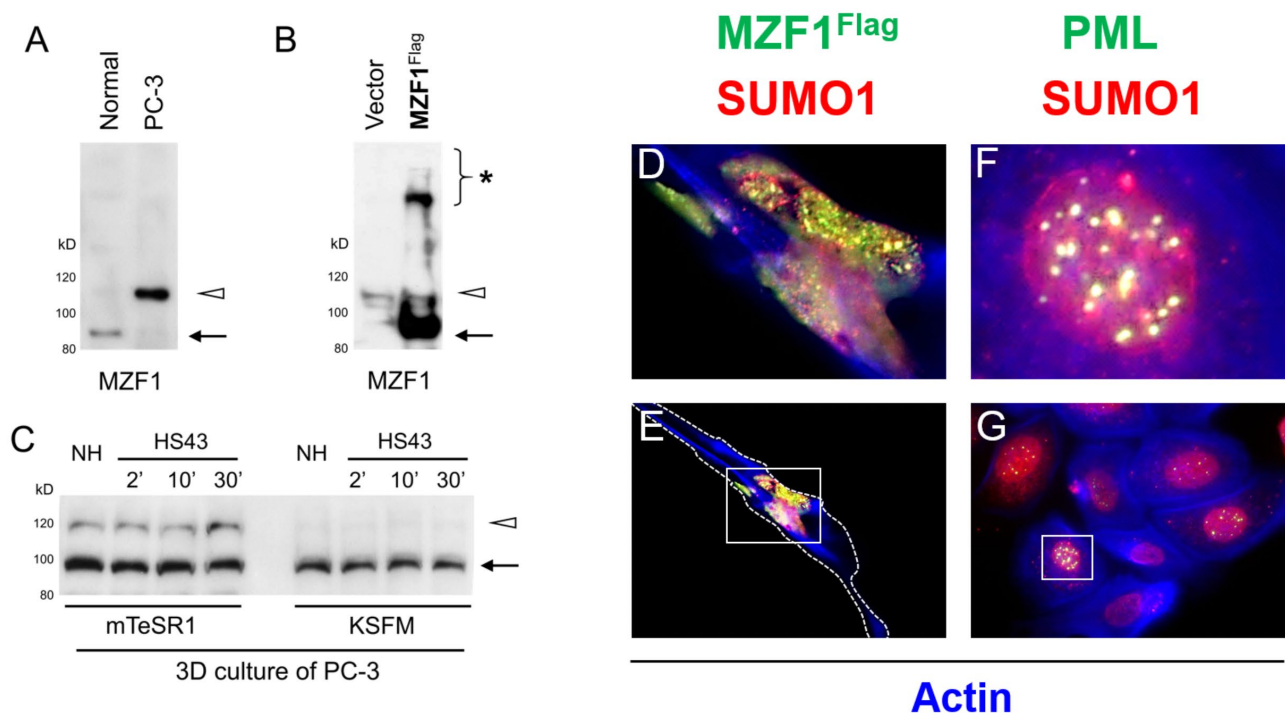 A
Normal
PC-3
kD
120
100
80
MZF1
B
Vector
MZF1Flag
*
kD
120
100
80
MZF1
C
NH
HS43
2’ 10’ 30’
NH
HS43
2’ 10’ 30’
kD
120
100
80
mTeSR1
KSFM
3D culture of PC-3
MZF1Flag
SUMO1
PML
SUMO1
D
F
E
G
Actin